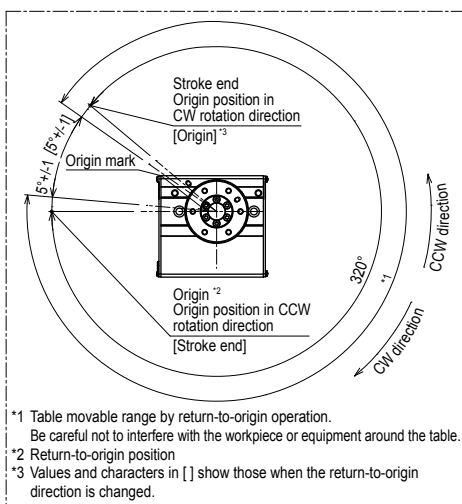 Stroke end
Origin position in
CW rotation direction
[Origin] *3
5°+/-1 [5°+/-1]
Origin mark
Origin *2
Origin position in CCW
rotation direction
[Stroke end]
320°
*1
CCW direction
CW direction
*1 Table movable range by return-to-origin operation.
Be careful not to interfere with the workpiece or equipment around the table.
*2 Return-to-origin position
*3 Values and characters in [ ] show those when the return-to-origin
direction is changed.